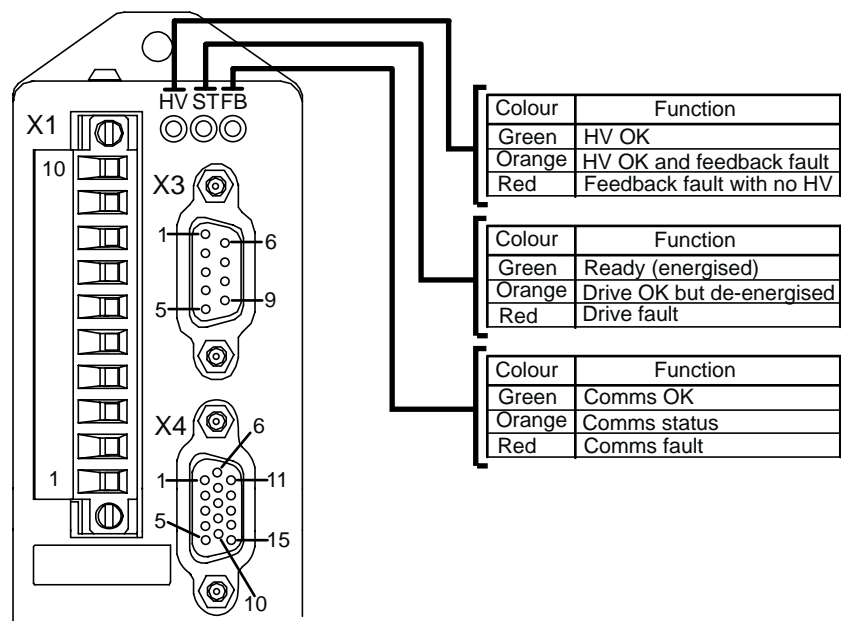 HV ST FB
X1
10
1
X3
1
6
5
9
X4
6
1
11
5
15
10
Colour Function
Green HV OK
Orange HV OK and feedback fault
Red Feedback fault with no HV
Colour Function
Green Ready (energised)
Orange Drive OK but de-energised
Red Drive fault
Colour Function
Green Comms OK
Orange Comms status
Red Comms fault